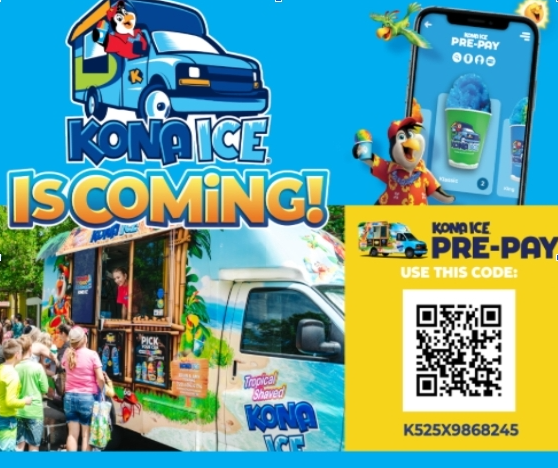 KONA ICE
IS COMiNG!
KONA ICE
PRE-PAY
KONA ICE
PRE-PAY
USE THIS CODE:
K525X9868245
PICK
Tropical
Shaved
KONA
ICE